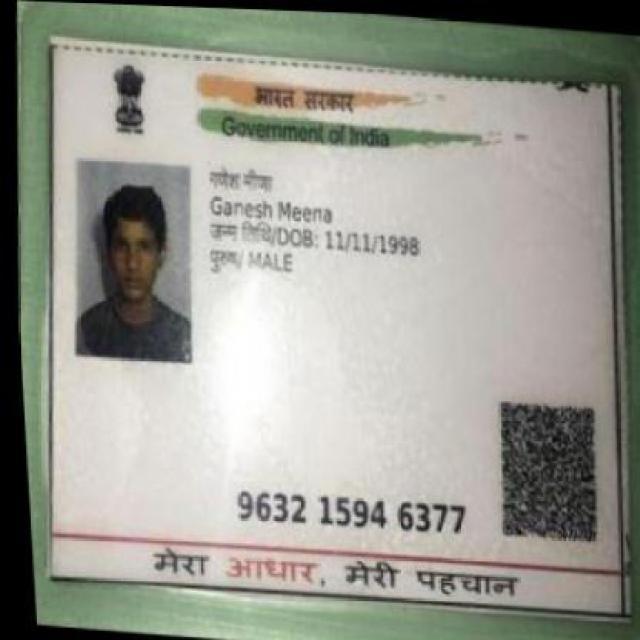 भारत सरकार
Government of India
गणेश
Ganesh Meena
जन्म तिथि/DOB: 11/11/1998
पुरुष/ MALE
9632 1594 6377
मेरा आधार, मेरी पहचान